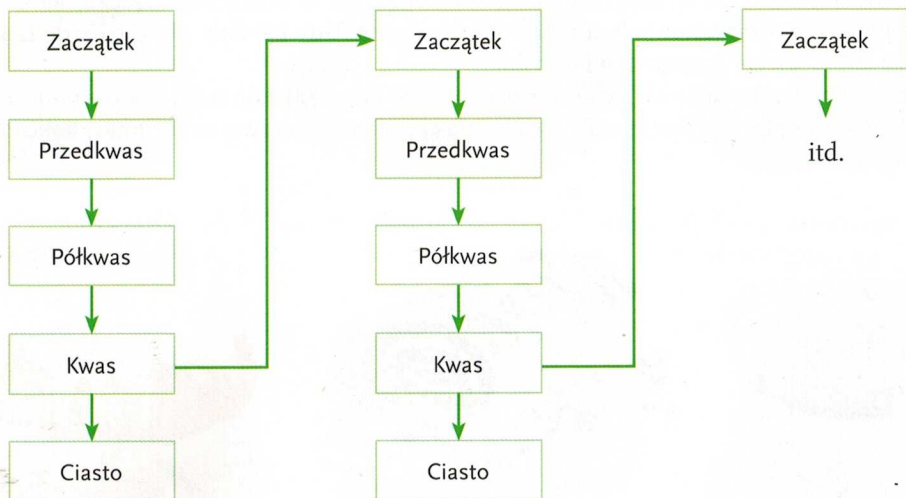 Zaczątek
Przedkwas
Półkwas
Kwas
Ciasto
Zaczątek
Przedkwas
Półkwas
Kwas
Ciasto
Zaczątek
itd.